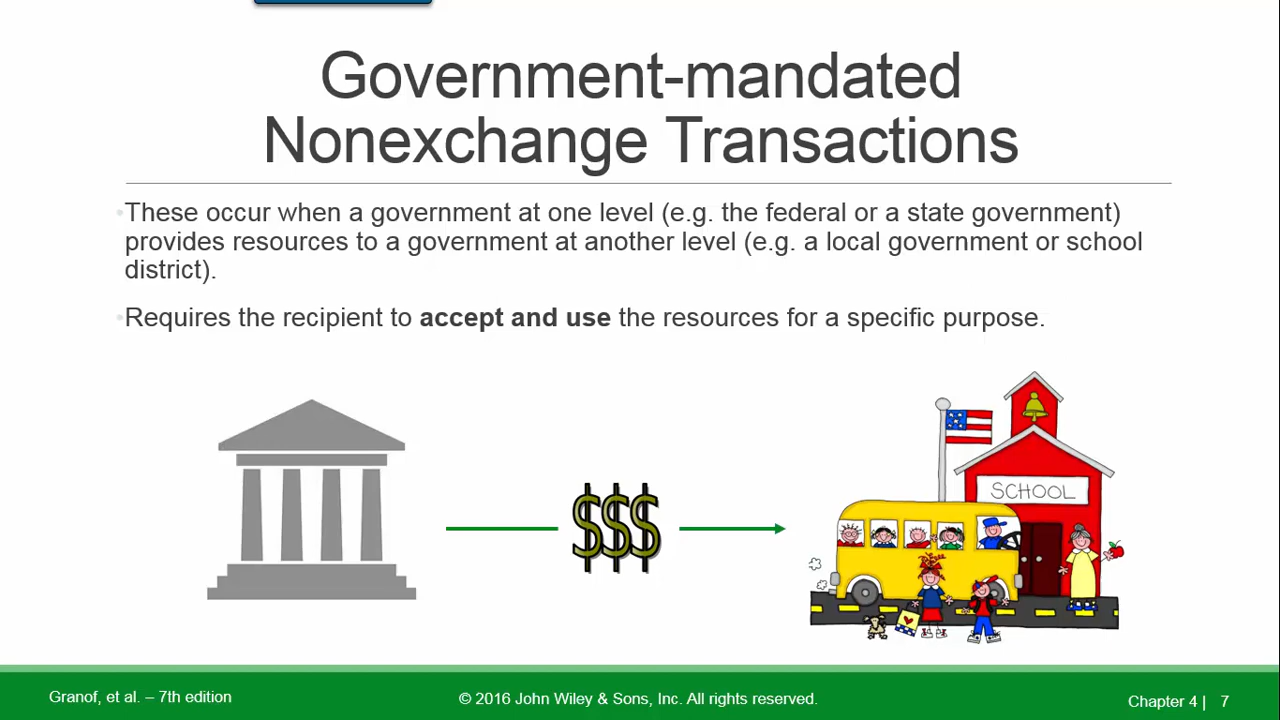 Government-mandated
Nonexchange Transactions
•These occur when a government at one level (e.g. the federal or a state government)
provides resources to a government at another level (e.g. a local government or school
district).
•Requires the recipient to accept and use the resources for a specific purpose.
$$$
SCHOOL
Granof, et al. – 7th edition
© 2016 John Wiley & Sons, Inc. All rights reserved.
Chapter 4 | 7